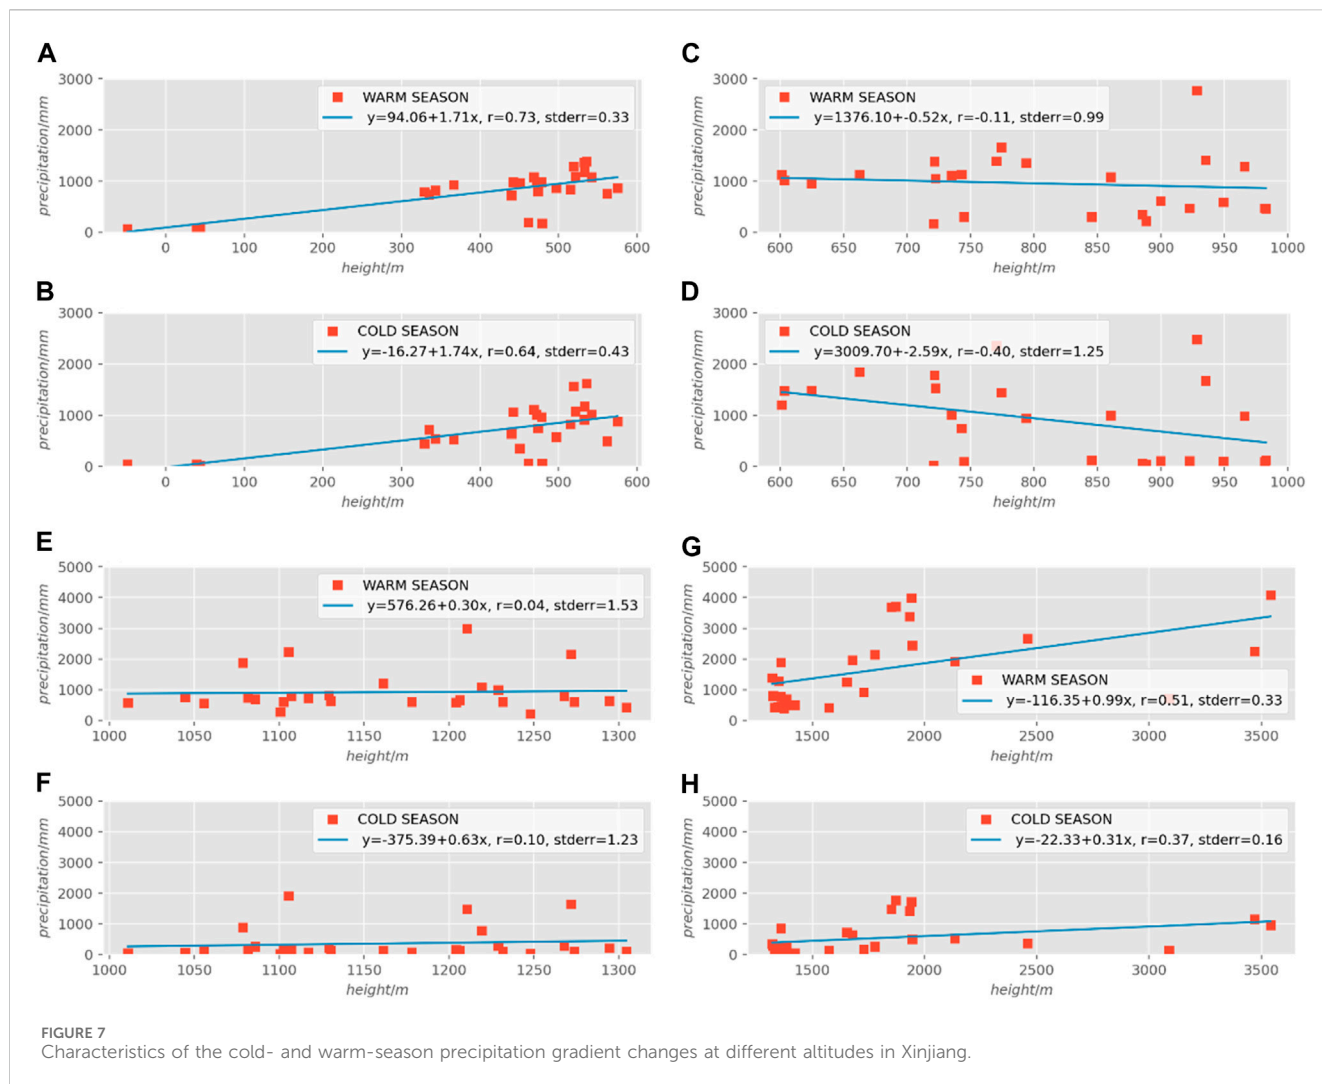 A
3000
2000
1000
0
precipitation/mm
WARM SEASON
y=94.06+1.71x, r=0.73, stderr=0.33
0 100 200 300 400 500 600
height/m
C
3000
2000
1000
0
precipitation/mm
WARM SEASON
y=1376.10+-0.52x, r=-0.11, stderr=0.99
600 650 700 750 800 850 900 950 1000
height/m
B
3000
2000
1000
0
precipitation/mm
COLD SEASON
y=-16.27+1.74x, r=0.64, stderr=0.43
0 100 200 300 400 500 600
height/m
D
3000
2000
1000
0
precipitation/mm
COLD SEASON
y=3009.70+-2.59x, r=-0.40, stderr=1.25
600 650 700 750 800 850 900 950 1000
height/m
E
5000
4000
3000
2000
1000
0
precipitation/mm
WARM SEASON
y=576.26+0.30x, r=0.04, stderr=1.53
1000 1050 1100 1150 1200 1250 1300
height/m
G
5000
4000
3000
2000
1000
0
precipitation/mm
WARM SEASON
y=-116.35+0.99x, r=0.51, stderr=0.33
1500 2000 2500 3000 3500
height/m
F
5000
4000
3000
2000
1000
0
precipitation/mm
COLD SEASON
y=-375.39+0.63x, r=0.10, stderr=1.23
1000 1050 1100 1150 1200 1250 1300
height/m
H
5000
4000
3000
2000
1000
0
precipitation/mm
COLD SEASON
y=-22.33+0.31x, r=0.37, stderr=0.16
1500 2000 2500 3000 3500
height/m
FIGURE 7
Characteristics of the cold- and warm-season precipitation gradient changes at different altitudes in Xinjiang.